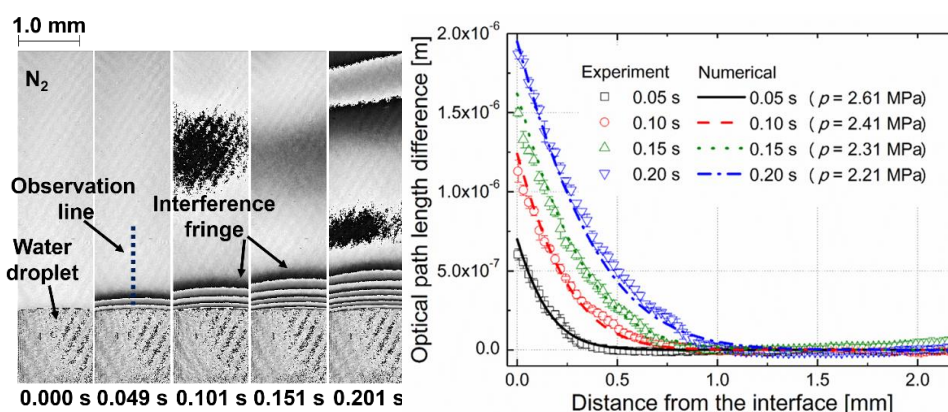 1.0 mm
N₂
Observation
line
Interference
fringe
Water
droplet
0.000 s 0.049 s 0.101 s 0.151 s 0.201 s
Optical path length difference [m]
2.0x10⁻⁶
1.5x10⁻⁶
1.0x10⁻⁶
5.0x10⁻⁷
0.0
Experiment Numerical
0.05 s 0.05 s ( p = 2.61 MPa)
0.10 s 0.10 s (p = 2.41 MPa)
0.15 s 0.15 s (p = 2.31 MPa)
0.20 s 0.20 s (p = 2.21 MPa)
0.0 0.5 1.0 1.5 2.0
Distance from the interface [mm]